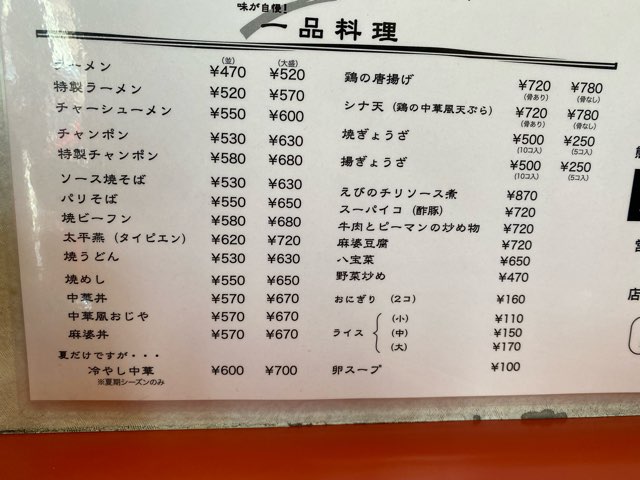 味が自慢!
一品料理
(並) (大盛)
ラーメン ¥470 ¥520
特製ラーメン ¥520 ¥570
チャーシューメン ¥550 ¥600
チャンポン ¥530 ¥630
特製チャンポン ¥580 ¥680
ソース焼そば ¥530 ¥630
パリそば ¥550 ¥650
焼ビーフン ¥580 ¥680
太平燕(タイピエン) ¥620 ¥720
焼うどん ¥530 ¥630
焼めし ¥550 ¥650
中華丼 ¥570 ¥670
中華風おじや ¥570 ¥670
麻婆丼 ¥570 ¥670
夏だけですが・・・
冷やし中華 ¥600 ¥700
※夏期シーズンのみ
鶏の唐揚げ ¥720 ¥780
(骨あり) (骨なし)
シナ天(鶏の中華風天ぷら) ¥720 ¥780
(骨あり) (骨なし)
焼ぎょうざ ¥500 ¥250
(10コ入) (5コ入)
揚ぎょうざ ¥500 ¥250
(10コ入) (5コ入)
えびのチリソース煮 ¥870
スーパイコ(酢豚) ¥720
牛肉とピーマンの炒め物 ¥720
麻婆豆腐 ¥720
八宝菜 ¥650
野菜炒め ¥470
おにぎり (2コ) ¥160
(小) ¥110
ライス (中) ¥150
(大) ¥170
卵スープ ¥100
店